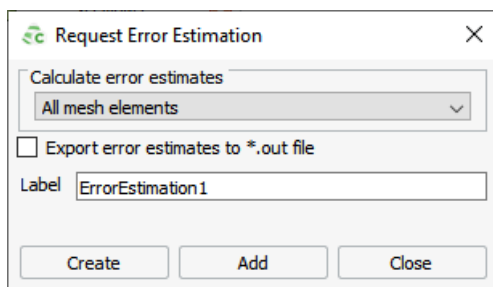 Request Error Estimation
Calculate error estimates
All mesh elements
Export error estimates to *.out file
Label ErrorEstimation1
Create Add Close